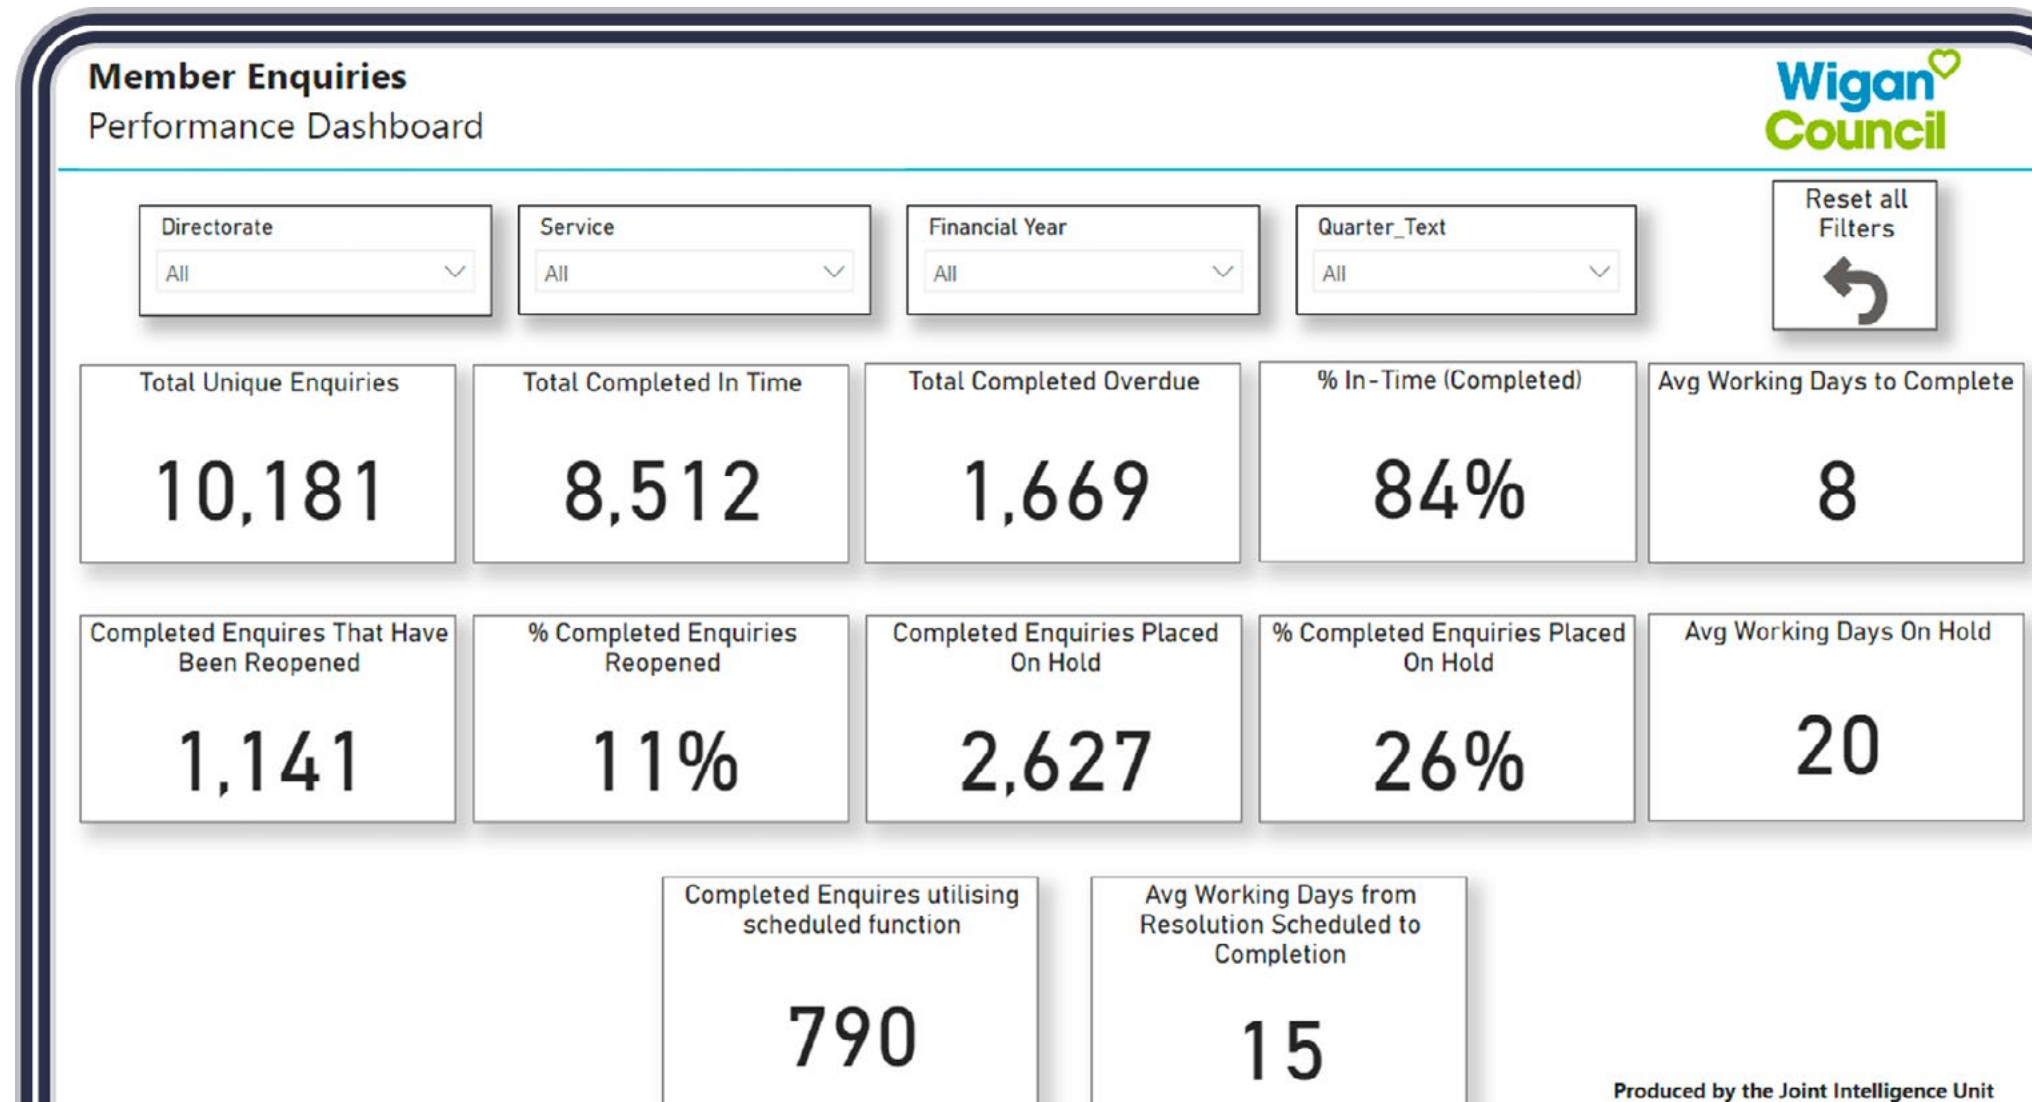 Member Enquiries
Performance Dashboard
Wigan
Council
Directorate
All
Service
All
Financial Year
All
Quarter_Text
All
Reset all
Filters
Total Unique Enquiries
10,181
Total Completed In Time
8,512
Total Completed Overdue
1,669
% In-Time (Completed)
84%
Avg Working Days to Complete
8
Completed Enquires That Have
Been Reopened
1,141
% Completed Enquiries
Reopened
11%
Completed Enquiries Placed
On Hold
2,627
% Completed Enquiries Placed
On Hold
26%
Avg Working Days On Hold
20
Completed Enquires utilising
scheduled function
790
Avg Working Days from
Resolution Scheduled to
Completion
15
Produced by the Joint Intelligence Unit